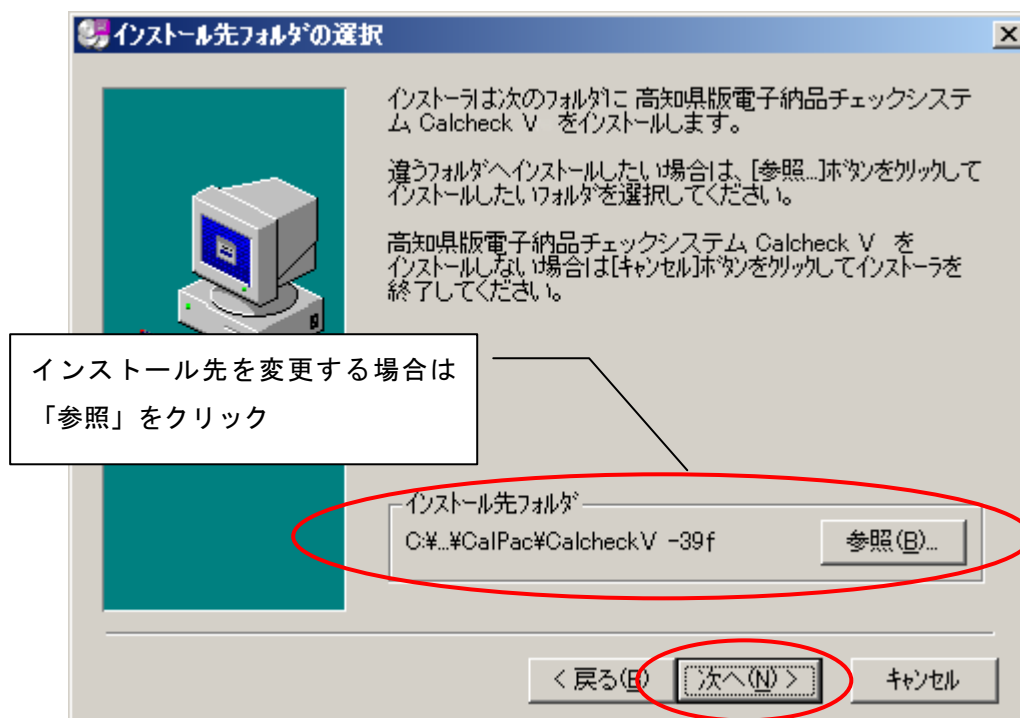 インストール先フォルダの選択
インストーラは次のフォルダに 高知県版電子納品チェックシステ
ム Calcheck V を インストールします。
違うフォルダへインストールしたい場合は、[参照...]ボタンをクリックして
インストールしたいフォルダを選択してください。
高知県版電子納品チェックシステム Calcheck V を
インストールしない場合は[キャンセル]ボタンをクリックしてインストーラを
終了してください。
インストール先を変更する場合は
「参照」をクリック
インストール先フォルダ
C:¥...¥CalPac¥CalcheckV -39f
参照(B)...
< 戻る(B)
次へ(N) >
キャンセル